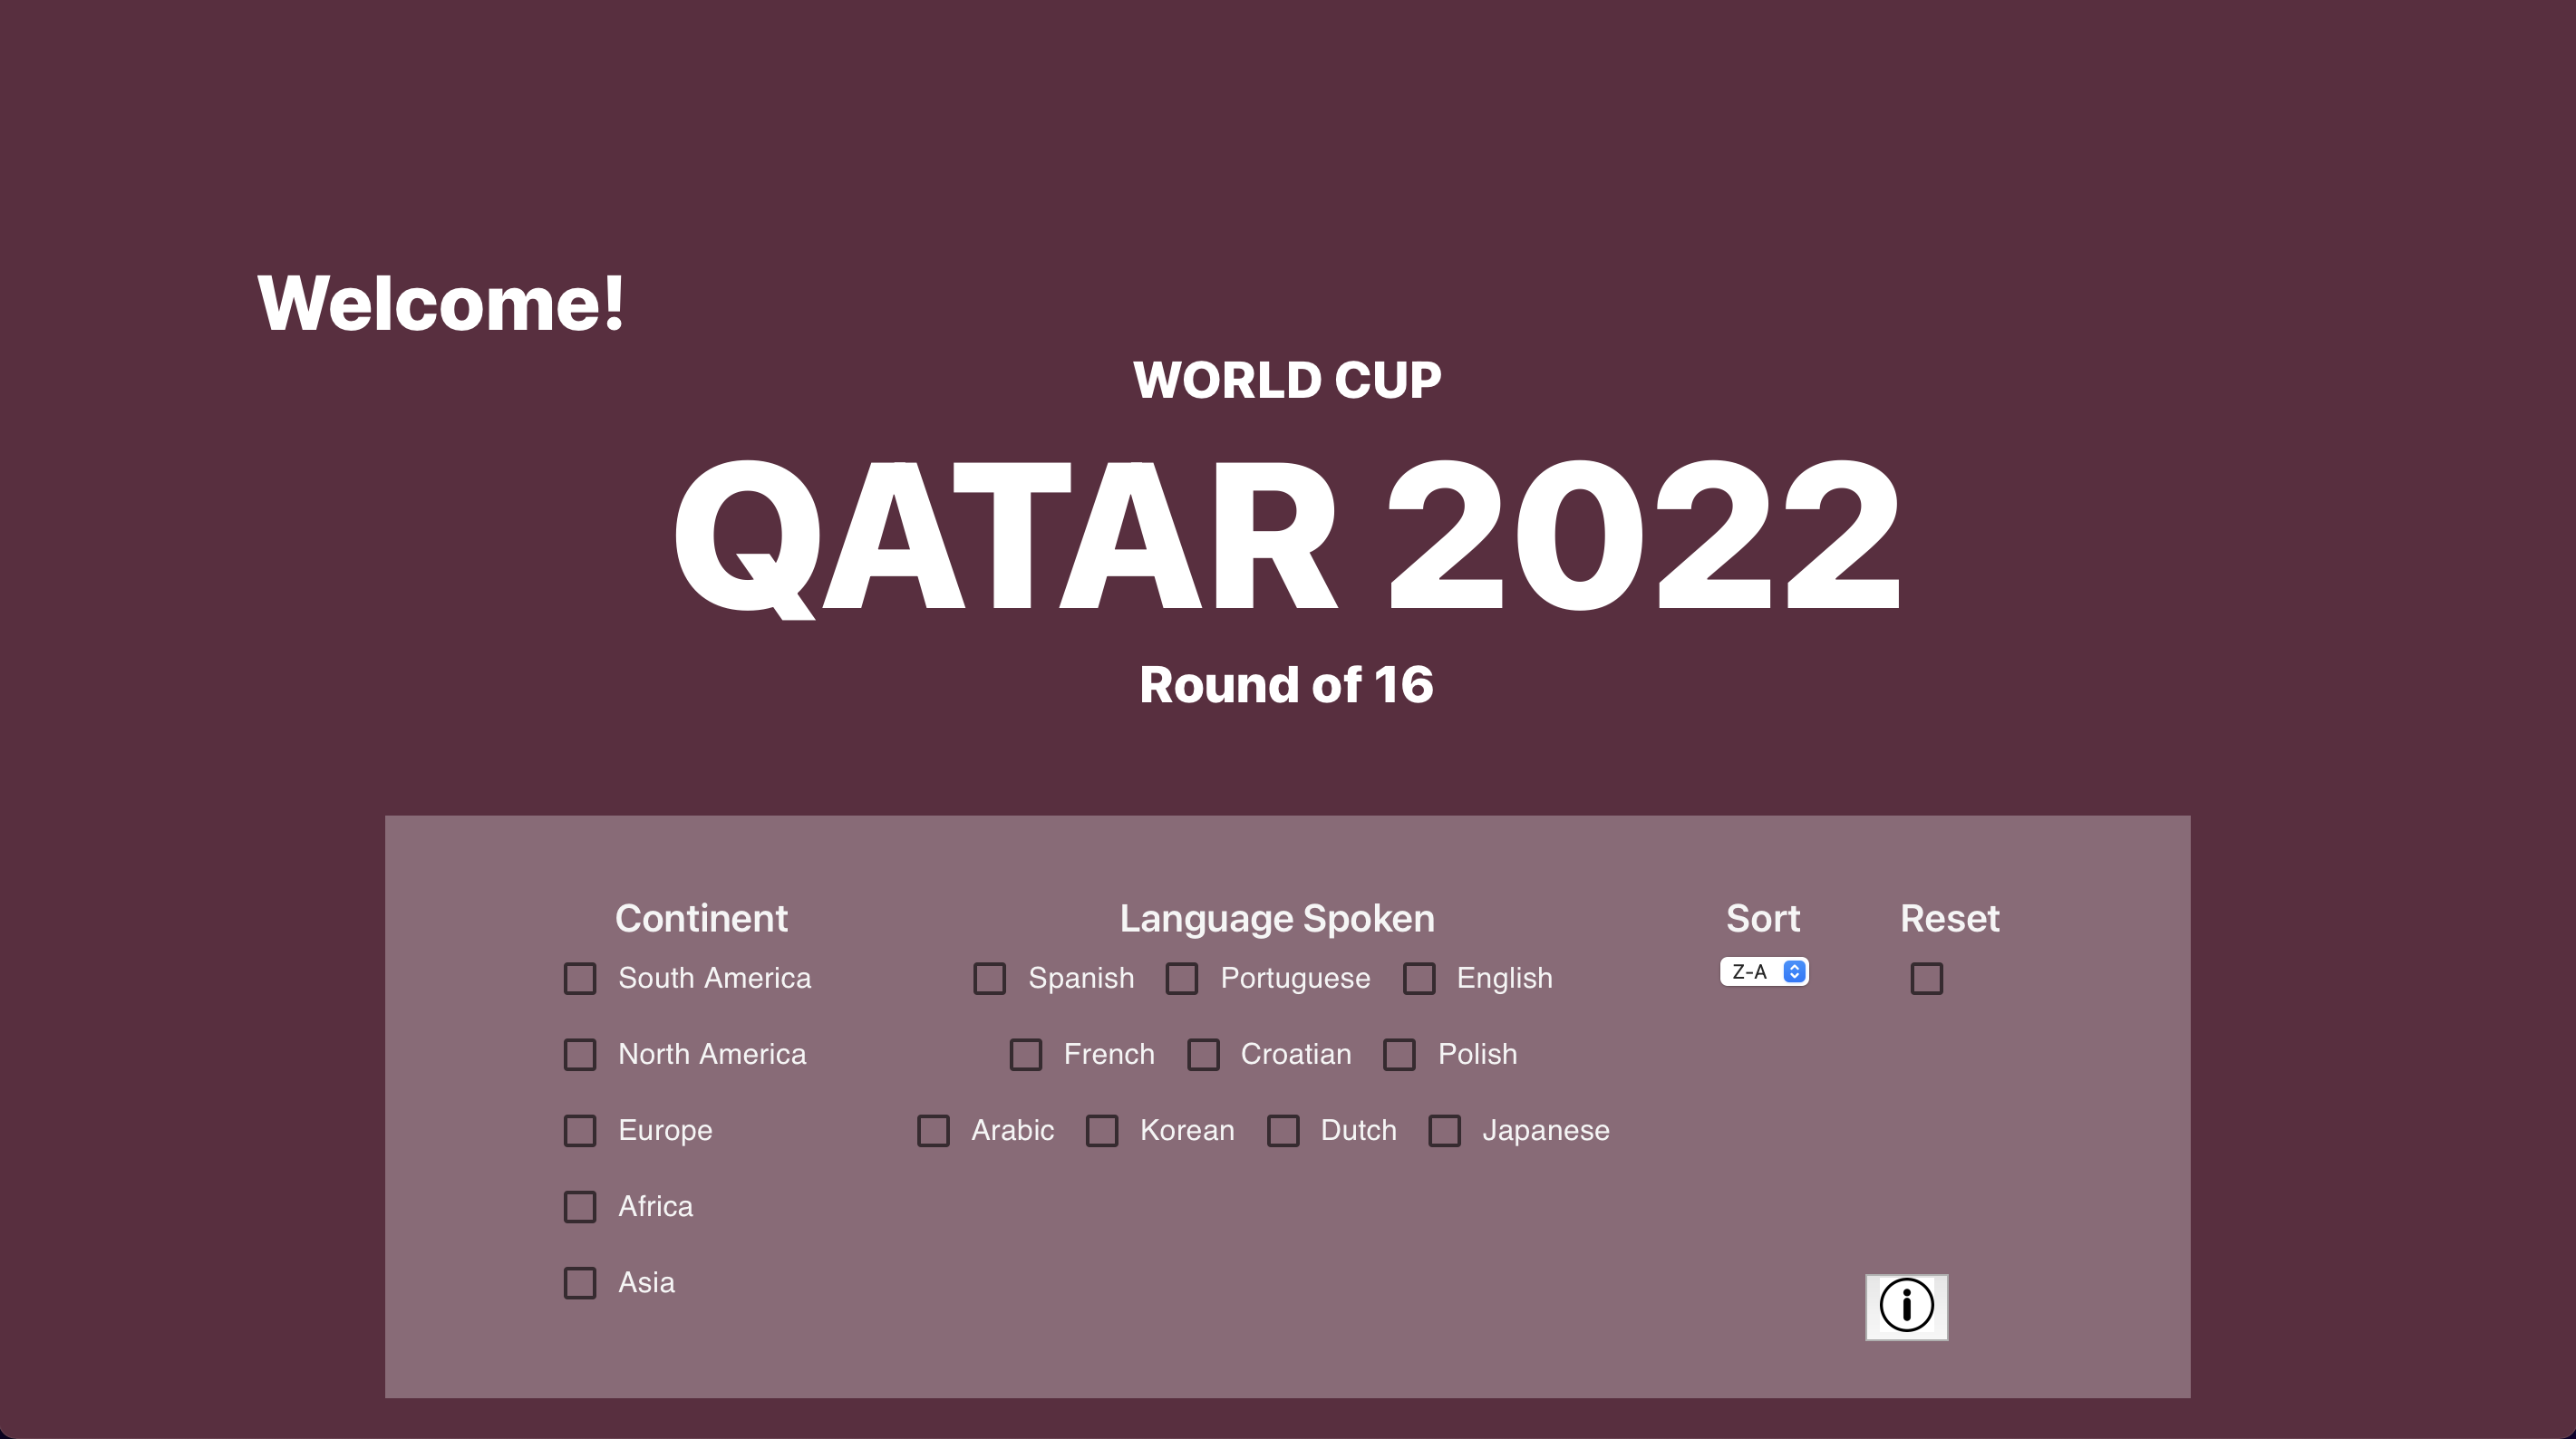 Welcome!
WORLD CUP
QATAR 2022
Round of 16
Continent
South America
North America
Europe
Africa
Asia
Language Spoken
Spanish Portuguese English
French Croatian Polish
Arabic Korean Dutch Japanese
Sort
Z-A
Reset